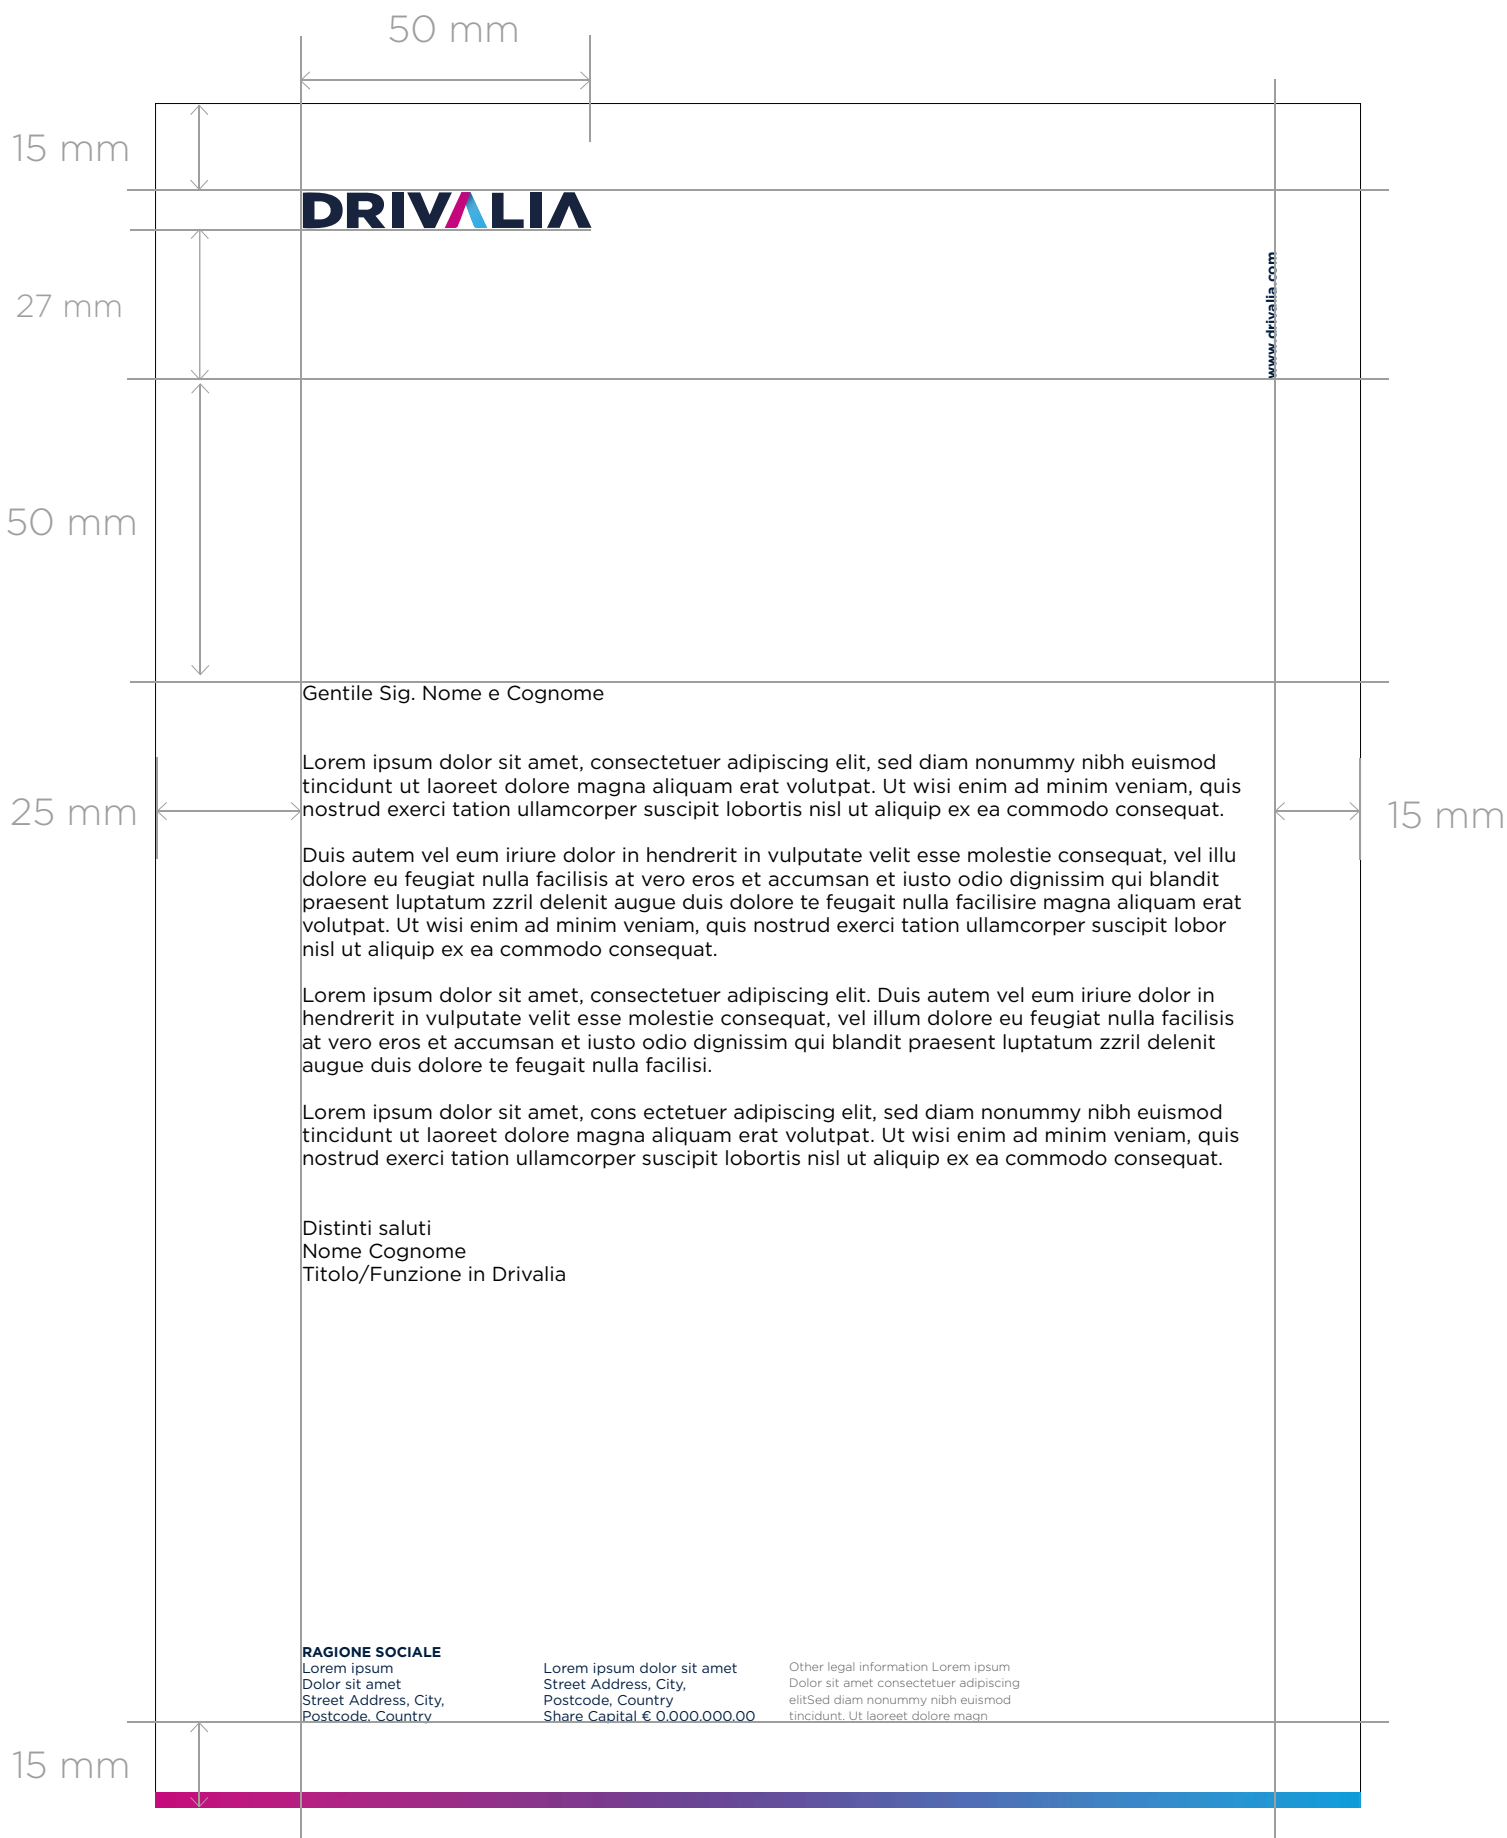 50 mm
15 mm
DRIVALIA
27 mm
www.drivalia.com
50 mm
Gentile Sig. Nome e Cognome
Lorem ipsum dolor sit amet, consectetuer adipiscing elit, sed diam nonummy nibh euismod
tincidunt ut laoreet dolore magna aliquam erat volutpat. Ut wisi enim ad minim veniam, quis
nostrud exerci tation ullamcorper suscipit lobortis nisl ut aliquip ex ea commodo consequat.
25 mm
15 mm
Duis autem vel eum iriure dolor in hendrerit in vulputate velit esse molestie consequat, vel illu
dolore eu feugiat nulla facilisis at vero eros et accumsan et iusto odio dignissim qui blandit
praesent luptatum zzril delenit augue duis dolore te feugait nulla facilisire magna aliquam erat
volutpat. Ut wisi enim ad minim veniam, quis nostrud exerci tation ullamcorper suscipit lobor
nisl ut aliquip ex ea commodo consequat.
Lorem ipsum dolor sit amet, consectetuer adipiscing elit. Duis autem vel eum iriure dolor in
hendrerit in vulputate velit esse molestie consequat, vel illum dolore eu feugiat nulla facilisis
at vero eros et accumsan et iusto odio dignissim qui blandit praesent luptatum zzril delenit
augue duis dolore te feugait nulla facilisi.
Lorem ipsum dolor sit amet, cons ectetuer adipiscing elit, sed diam nonummy nibh euismod
tincidunt ut laoreet dolore magna aliquam erat volutpat. Ut wisi enim ad minim veniam, quis
nostrud exerci tation ullamcorper suscipit lobortis nisl ut aliquip ex ea commodo consequat.
Distinti saluti
Nome Cognome
Titolo/Funzione in Drivalia
RAGIONE SOCIALE
Lorem ipsum
Dolor sit amet
Street Address, City,
Postcode, Country
Lorem ipsum dolor sit amet
Street Address, City,
Postcode, Country
Share Capital € 0.000.000.00
Other legal information Lorem ipsum
Dolor sit amet consectetuer adipiscing
elitSed diam nonummy nibh euismod
tincidunt. Ut laoreet dolore magn
15 mm